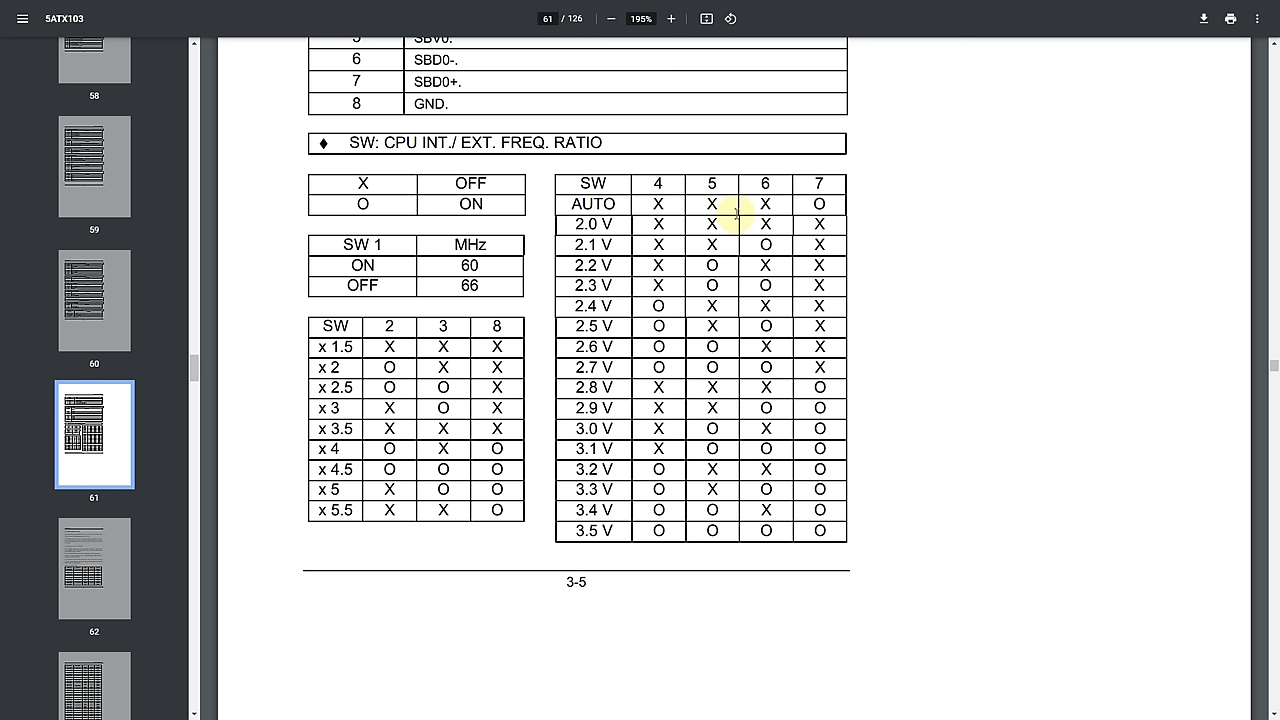 5ATX103
61 / 126
195%
58
59
60
61
62
5 SBV0.
6 SBD0-.
7 SBD0+.
8 GND.
♦ SW: CPU INT./ EXT. FREQ. RATIO
X OFF
O ON
SW 1 MHz
ON 60
OFF 66
SW 2 3 8
x 1.5 X X X
x 2 O X X
x 2.5 O O X
x 3 X O X
x 3.5 X X X
x 4 O X O
x 4.5 O O O
x 5 X O O
x 5.5 X X O
SW 4 5 6 7
AUTO X X X O
2.0 V X X X X
2.1 V X X O X
2.2 V X O X X
2.3 V X O O X
2.4 V O X X X
2.5 V O X O X
2.6 V O O X X
2.7 V O O O X
2.8 V X X X O
2.9 V X X O O
3.0 V X O X O
3.1 V X O O O
3.2 V O X X O
3.3 V O X O O
3.4 V O O X O
3.5 V O O O O
3-5